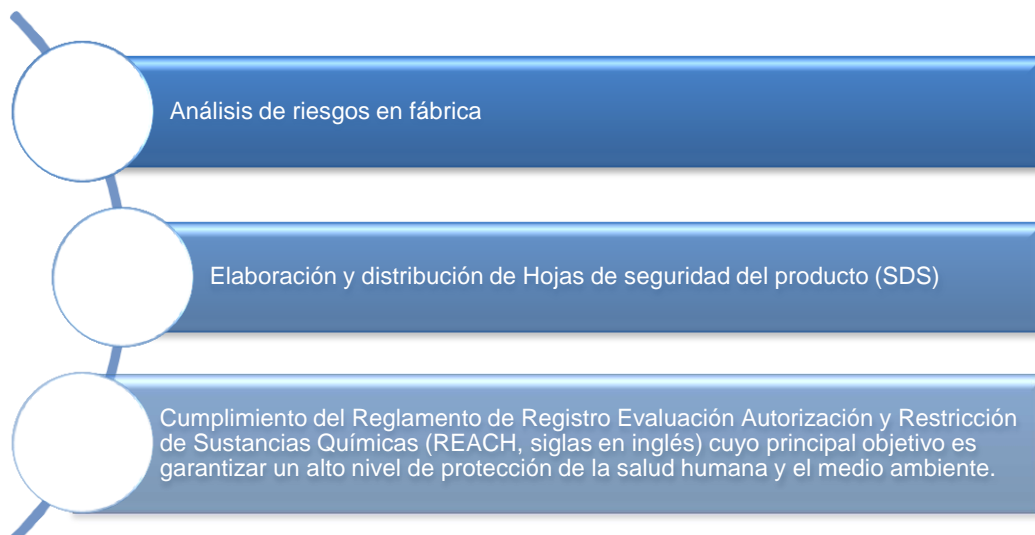 Análisis de riesgos en fábrica
Elaboración y distribución de Hojas de seguridad del producto (SDS)
Cumplimiento del Reglamento de Registro Evaluación Autorización y Restricción
de Sustancias Químicas (REACH, siglas en inglés) cuyo principal objetivo es
garantizar un alto nivel de protección de la salud humana y el medio ambiente.